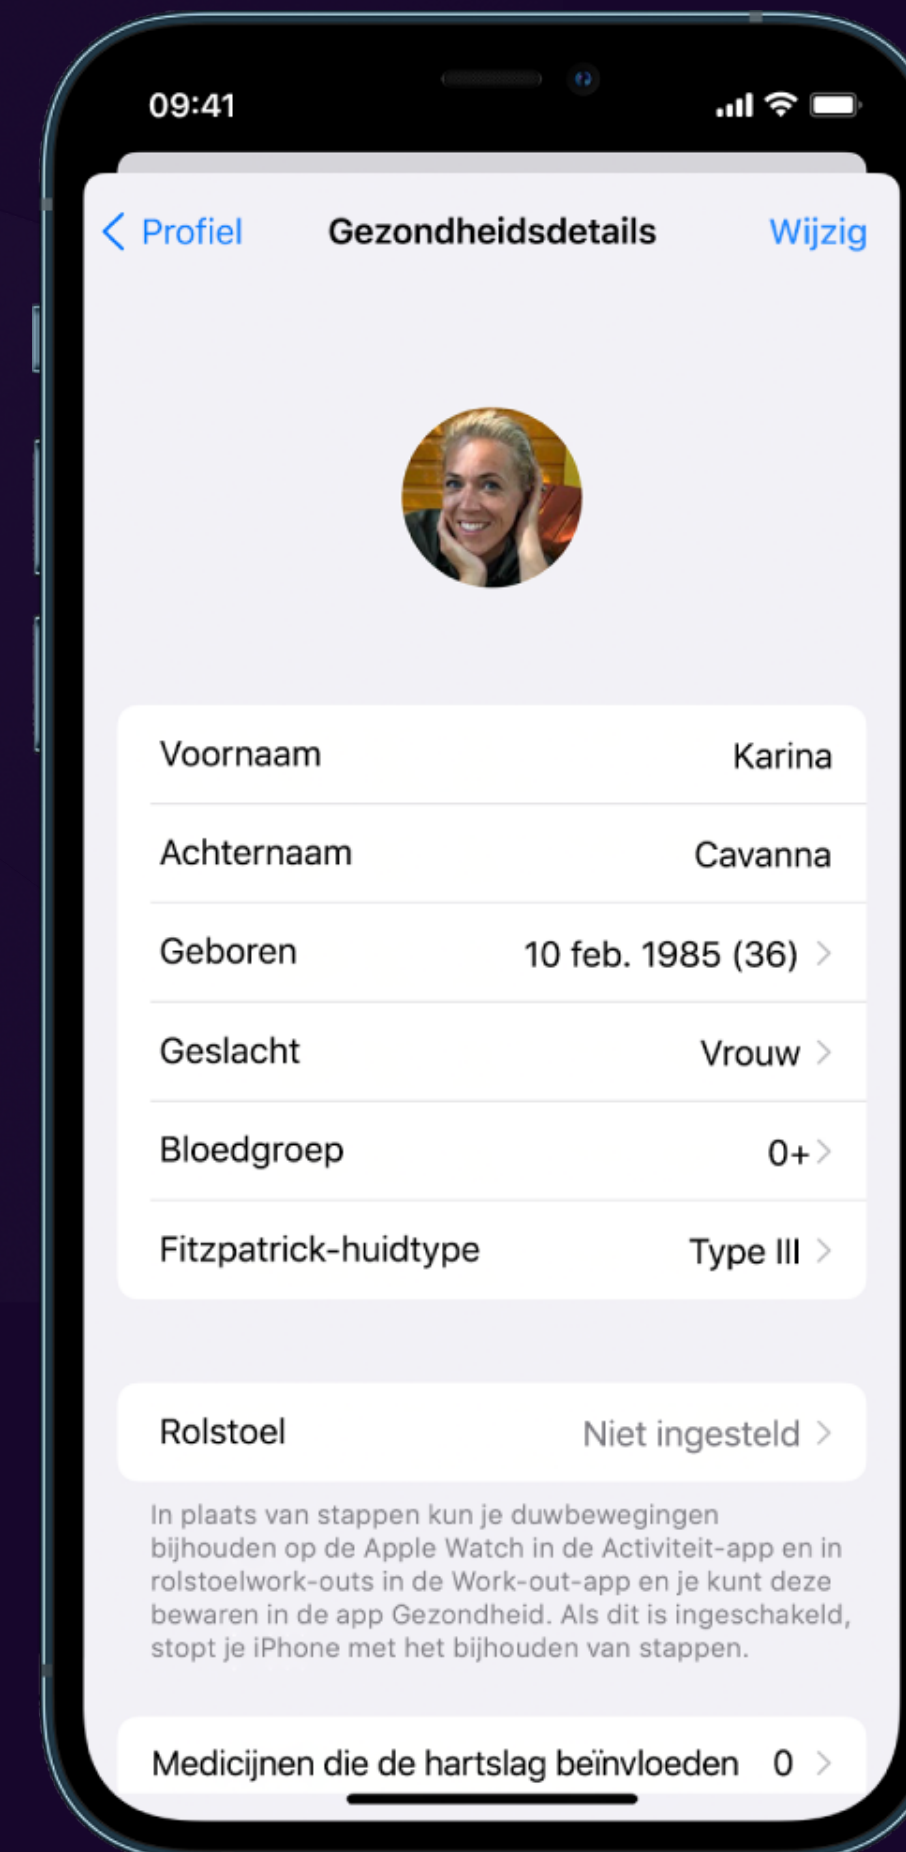 09:41
Profiel Gezondheidsdetails Wijzig
Voornaam Karina
Achternaam Cavanna
Geboren 10 feb. 1985 (36)
Geslacht Vrouw
Bloedgroep 0+
Fitzpatrick-huidtype Type III
Rolstoel Niet ingesteld
In plaats van stappen kun je duwbewegingen
bijhouden op de Apple Watch in de Activiteit-app en in
rolstoelwork-outs in de Work-out-app en je kunt deze
bewaren in de app Gezondheid. Als dit is ingeschakeld,
stopt je iPhone met het bijhouden van stappen.
Medicijnen die de hartslag beïnvloeden 0